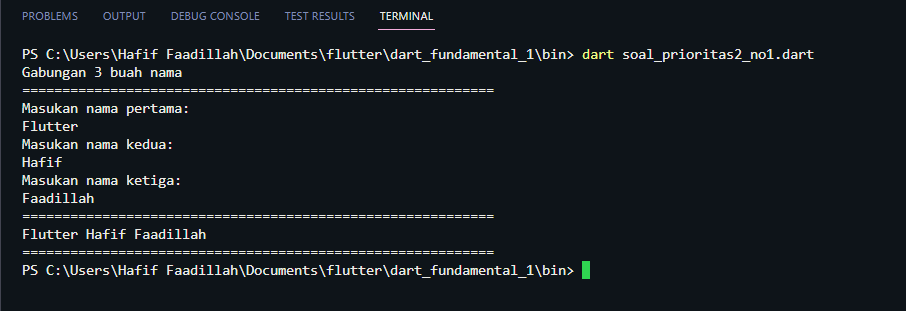 PROBLEMS OUTPUT DEBUG CONSOLE TEST RESULTS TERMINAL
PS C:\Users\Hafif Faadillah\Documents\flutter\dart_fundamental_1\bin> dart soal_prioritas2_no1.dart
Gabungan 3 buah nama
===========================================================
Masukan nama pertama:
Flutter
Masukan nama kedua:
Hafif
Masukan nama ketiga:
Faadillah
===========================================================
Flutter Hafif Faadillah
===========================================================
PS C:\Users\Hafif Faadillah\Documents\flutter\dart_fundamental_1\bin>